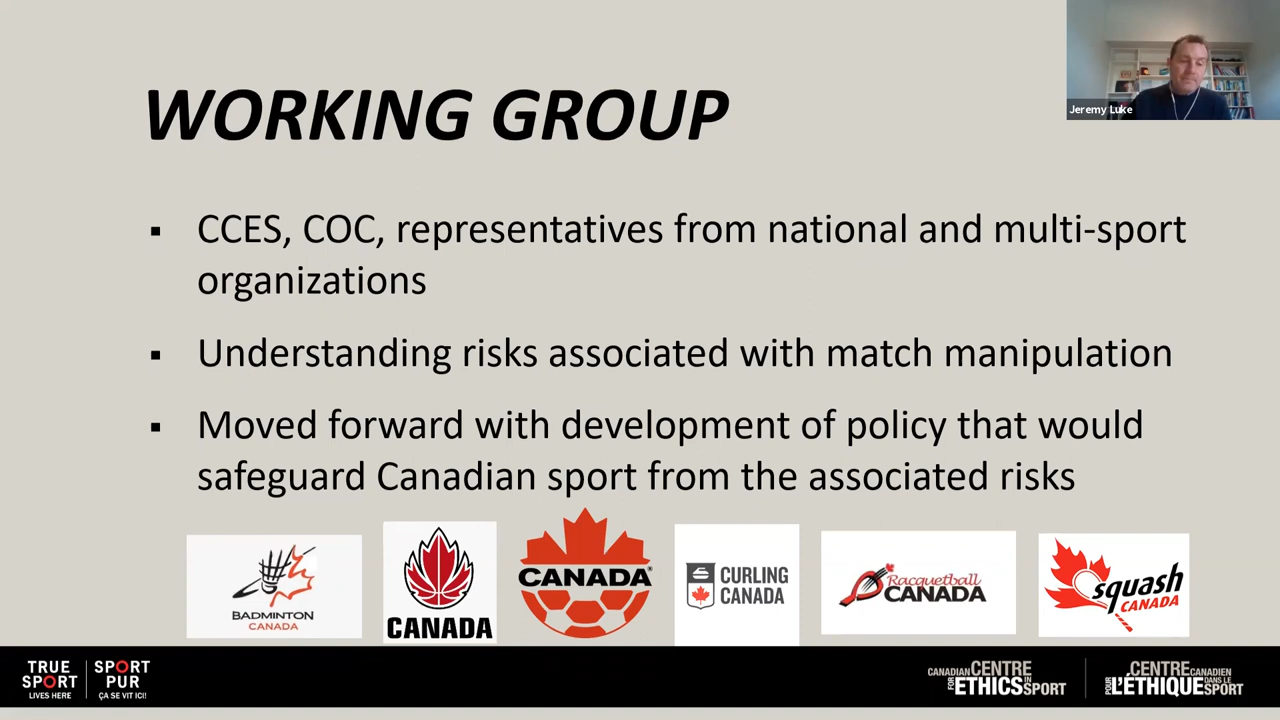 WORKING GROUP
Jeremy Luke
▪ CCES, COC, representatives from national and multi-sport
organizations
▪ Understanding risks associated with match manipulation
▪ Moved forward with development of policy that would
safeguard Canadian sport from the associated risks
BADMINTON
CANADA
CANADA
CANADA
CURLING
CANADA
Racquetball
CANADA
squash
CANADA
TRUE
SPORT
LIVES HERE
SPORT
PUR
ÇA SE VIT ICI!
CANADIAN CENTRE
FOR ETHICS IN SPORT
CENTRE CANADIEN
POUR L'ÉTHIQUE DANS LE SPORT